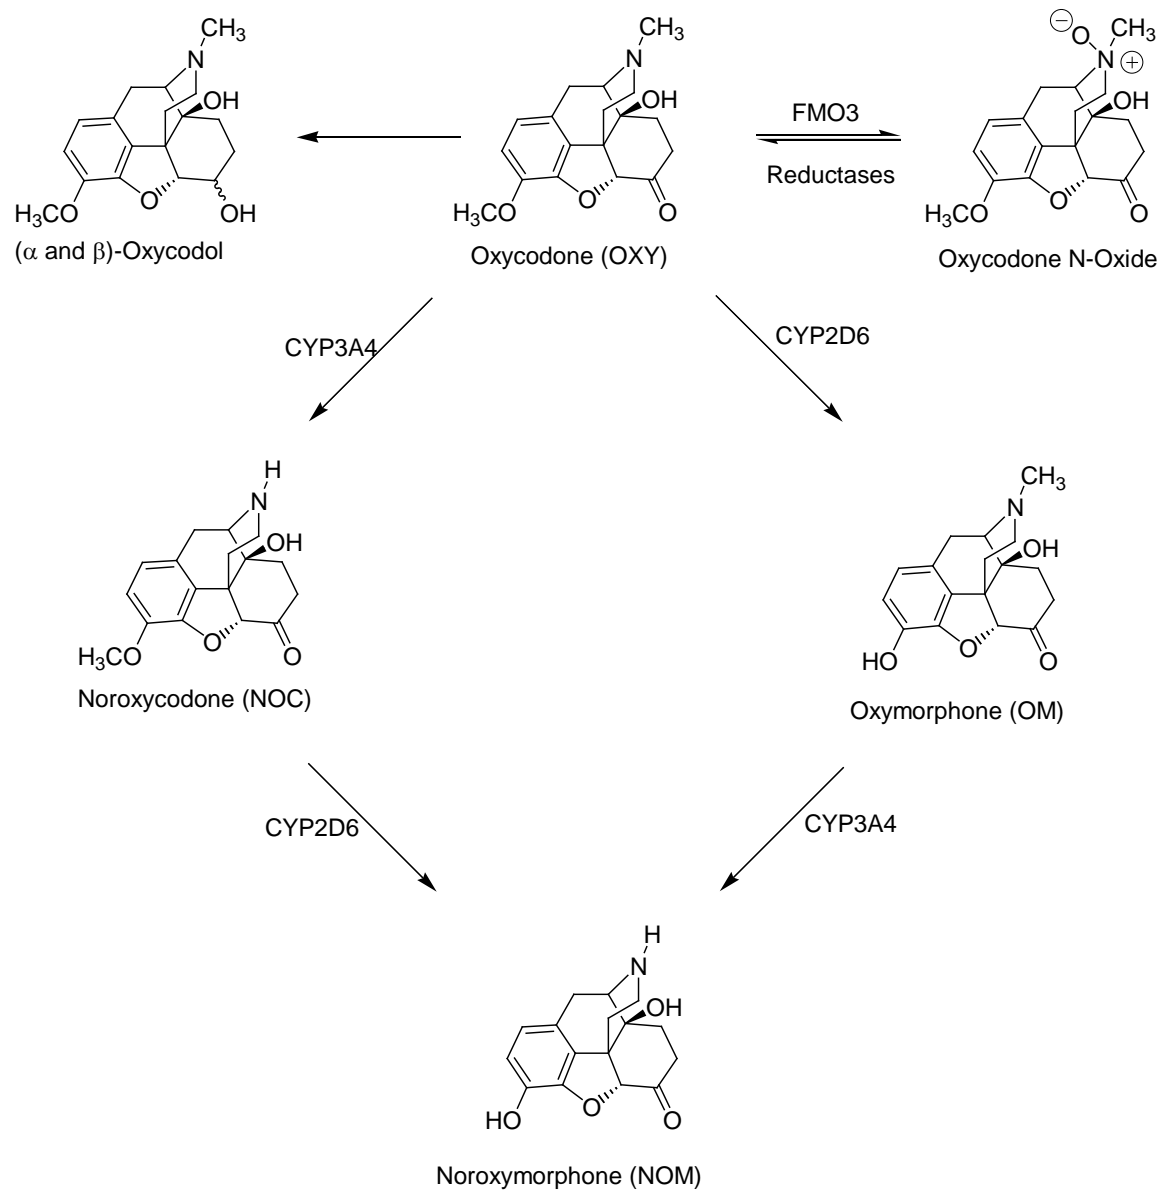 CH3
N
OH
O
H3CO
OH
(α and β)-Oxycodol
CH3
N
OH
O
H3CO
O
Oxycodone (OXY)
FMO3
Reductases
⊖
O
CH3
N
⊕
OH
O
H3CO
O
Oxycodone N-Oxide
CYP3A4
CYP2D6
H
N
OH
O
H3CO
O
Noroxycodone (NOC)
CH3
N
OH
O
HO
O
Oxymorphone (OM)
CYP2D6
CYP3A4
H
N
OH
O
HO
O
Noroxymorphone (NOM)